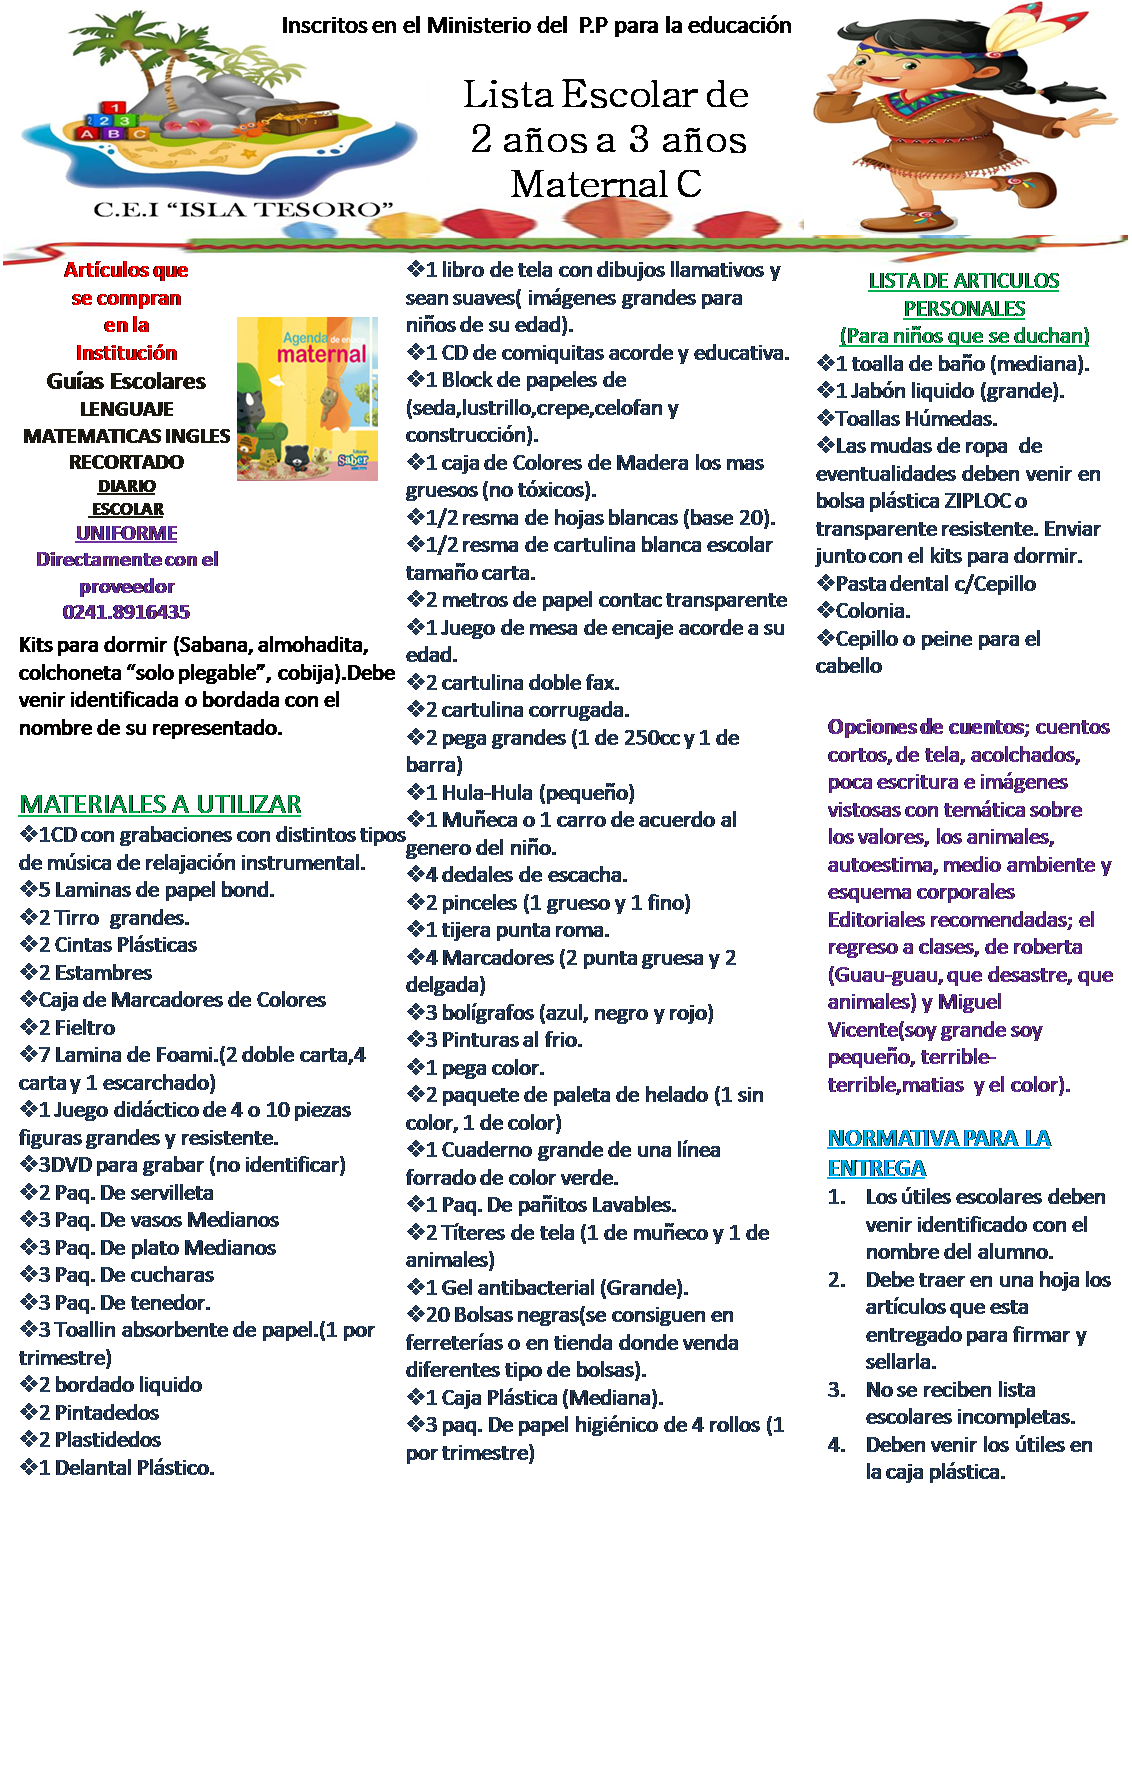 Inscritos en el Ministerio del P.P para la educación
Lista Escolar de
2 años a 3 años
Maternal C
1
2 3
A B C
C.E.I “ISLA TESORO”
Artículos que
se compran
en la
Institución
Guías Escolares
LENGUAJE
MATEMATICAS INGLES
RECORTADO
DIARIO
ESCOLAR
UNIFORME
Directamente con el
proveedor
0241.8916435
Agenda de
maternal
Saber
Kits para dormir (Sabana, almohadita,
colchoneta “solo plegable”, cobija).Debe
venir identificada o bordada con el
nombre de su representado.
MATERIALES A UTILIZAR
❖1CD con grabaciones con distintos tipos
de música de relajación instrumental.
❖5 Laminas de papel bond.
❖2 Tirro grandes.
❖2 Cintas Plásticas
❖2 Estambres
❖Caja de Marcadores de Colores
❖2 Fieltro
❖7 Lamina de Foami.(2 doble carta,4
carta y 1 escarchado)
❖1 Juego didáctico de 4 o 10 piezas
figuras grandes y resistente.
❖3DVD para grabar (no identificar)
❖2 Paq. De servilleta
❖3 Paq. De vasos Medianos
❖3 Paq. De plato Medianos
❖3 Paq. De cucharas
❖3 Paq. De tenedor.
❖3 Toallin absorbente de papel.(1 por
trimestre)
❖2 bordado liquido
❖2 Pintadedos
❖2 Plastidedos
❖1 Delantal Plástico.
❖1 libro de tela con dibujos llamativos y
sean suaves( imágenes grandes para
niños de su edad).
❖1 CD de comiquitas acorde y educativa.
❖1 Block de papeles de
(seda,lustrillo,crepe,celofan y
construcción).
❖1 caja de Colores de Madera los mas
gruesos (no tóxicos).
❖1/2 resma de hojas blancas (base 20).
❖1/2 resma de cartulina blanca escolar
tamaño carta.
❖2 metros de papel contac transparente
❖1 Juego de mesa de encaje acorde a su
edad.
❖2 cartulina doble fax.
❖2 cartulina corrugada.
❖2 pega grandes (1 de 250cc y 1 de
barra)
❖1 Hula-Hula (pequeño)
❖1 Muñeca o 1 carro de acuerdo al
genero del niño.
❖4 dedales de escacha.
❖2 pinceles (1 grueso y 1 fino)
❖1 tijera punta roma.
❖4 Marcadores (2 punta gruesa y 2
delgada)
❖3 bolígrafos (azul, negro y rojo)
❖3 Pinturas al frio.
❖1 pega color.
❖2 paquete de paleta de helado (1 sin
color, 1 de color)
❖1 Cuaderno grande de una línea
forrado de color verde.
❖1 Paq. De pañitos Lavables.
❖2 Títeres de tela (1 de muñeco y 1 de
animales)
❖1 Gel antibacterial (Grande).
❖20 Bolsas negras(se consiguen en
ferreterías o en tienda donde venda
diferentes tipo de bolsas).
❖1 Caja Plástica (Mediana).
❖3 paq. De papel higiénico de 4 rollos (1
por trimestre)
LISTA DE ARTICULOS
PERSONALES
(Para niños que se duchan)
❖1 toalla de baño (mediana).
❖1 Jabón liquido (grande).
❖Toallas Húmedas.
❖Las mudas de ropa de
eventualidades deben venir en
bolsa plástica ZIPLOC o
transparente resistente. Enviar
junto con el kits para dormir.
❖Pasta dental c/Cepillo
❖Colonia.
❖Cepillo o peine para el
cabello
Opciones de cuentos; cuentos
cortos, de tela, acolchados,
poca escritura e imágenes
vistosas con temática sobre
los valores, los animales,
autoestima, medio ambiente y
esquema corporales
Editoriales recomendadas; el
regreso a clases, de roberta
(Guau-guau, que desastre, que
animales) y Miguel
Vicente(soy grande soy
pequeño, terrible-
terrible,matias y el color).
NORMATIVA PARA LA
ENTREGA
1. Los útiles escolares deben
venir identificado con el
nombre del alumno.
2. Debe traer en una hoja los
artículos que esta
entregado para firmar y
sellarla.
3. No se reciben lista
escolares incompletas.
4. Deben venir los útiles en
la caja plástica.